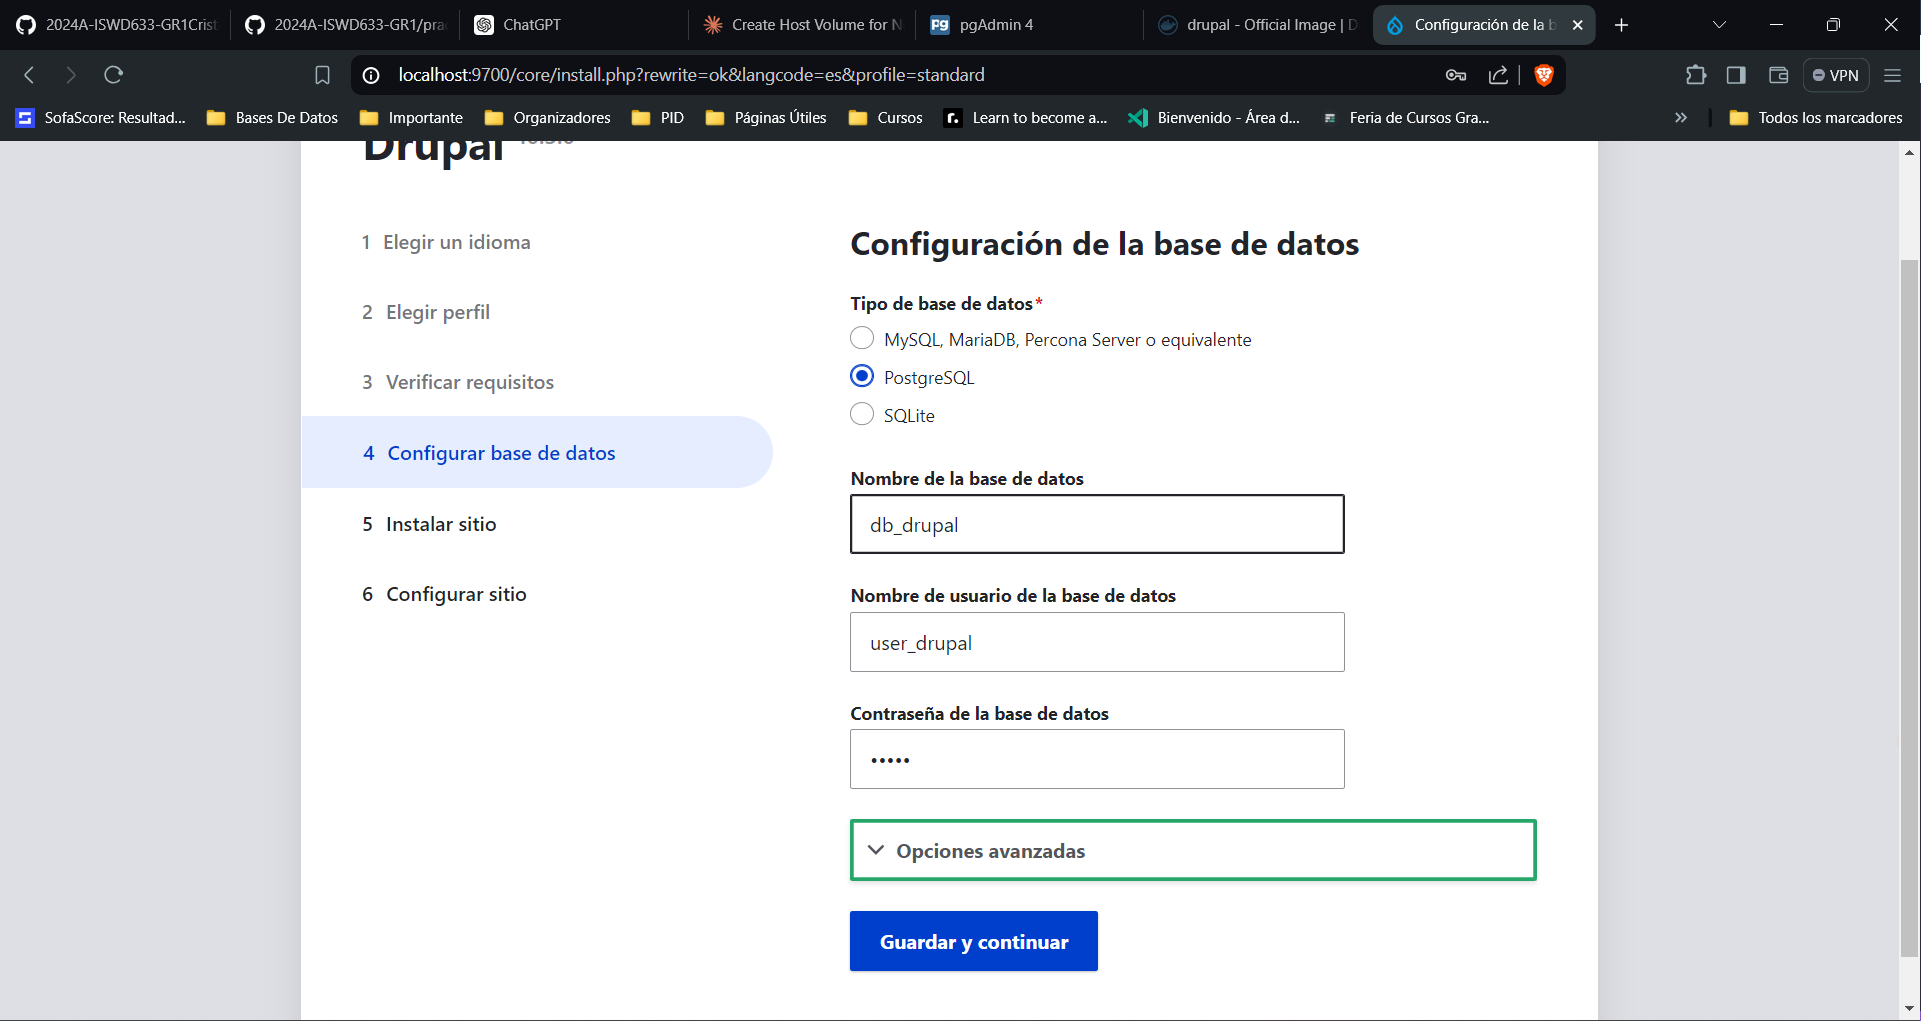 2024A-ISWD633-GR1Crist
2024A-ISWD633-GR1/pra
ChatGPT
Create Host Volume for N
pgAdmin 4
drupal - Official Image | D
Configuración de la b
localhost:9700/core/install.php?rewrite=ok&langcode=es&profile=standard
VPN
SofaScore: Resultad...
Bases De Datos
Importante
Organizadores
PID
Páginas Útiles
Cursos
Learn to become a...
Bienvenido - Área d...
Feria de Cursos Gra...
Todos los marcadores
Drupal
1 Elegir un idioma
2 Elegir perfil
3 Verificar requisitos
4 Configurar base de datos
5 Instalar sitio
6 Configurar sitio
Configuración de la base de datos
Tipo de base de datos*
MySQL, MariaDB, Percona Server o equivalente
PostgreSQL
SQLite
Nombre de la base de datos
db_drupal
Nombre de usuario de la base de datos
user_drupal
Contraseña de la base de datos
•••••
Opciones avanzadas
Guardar y continuar